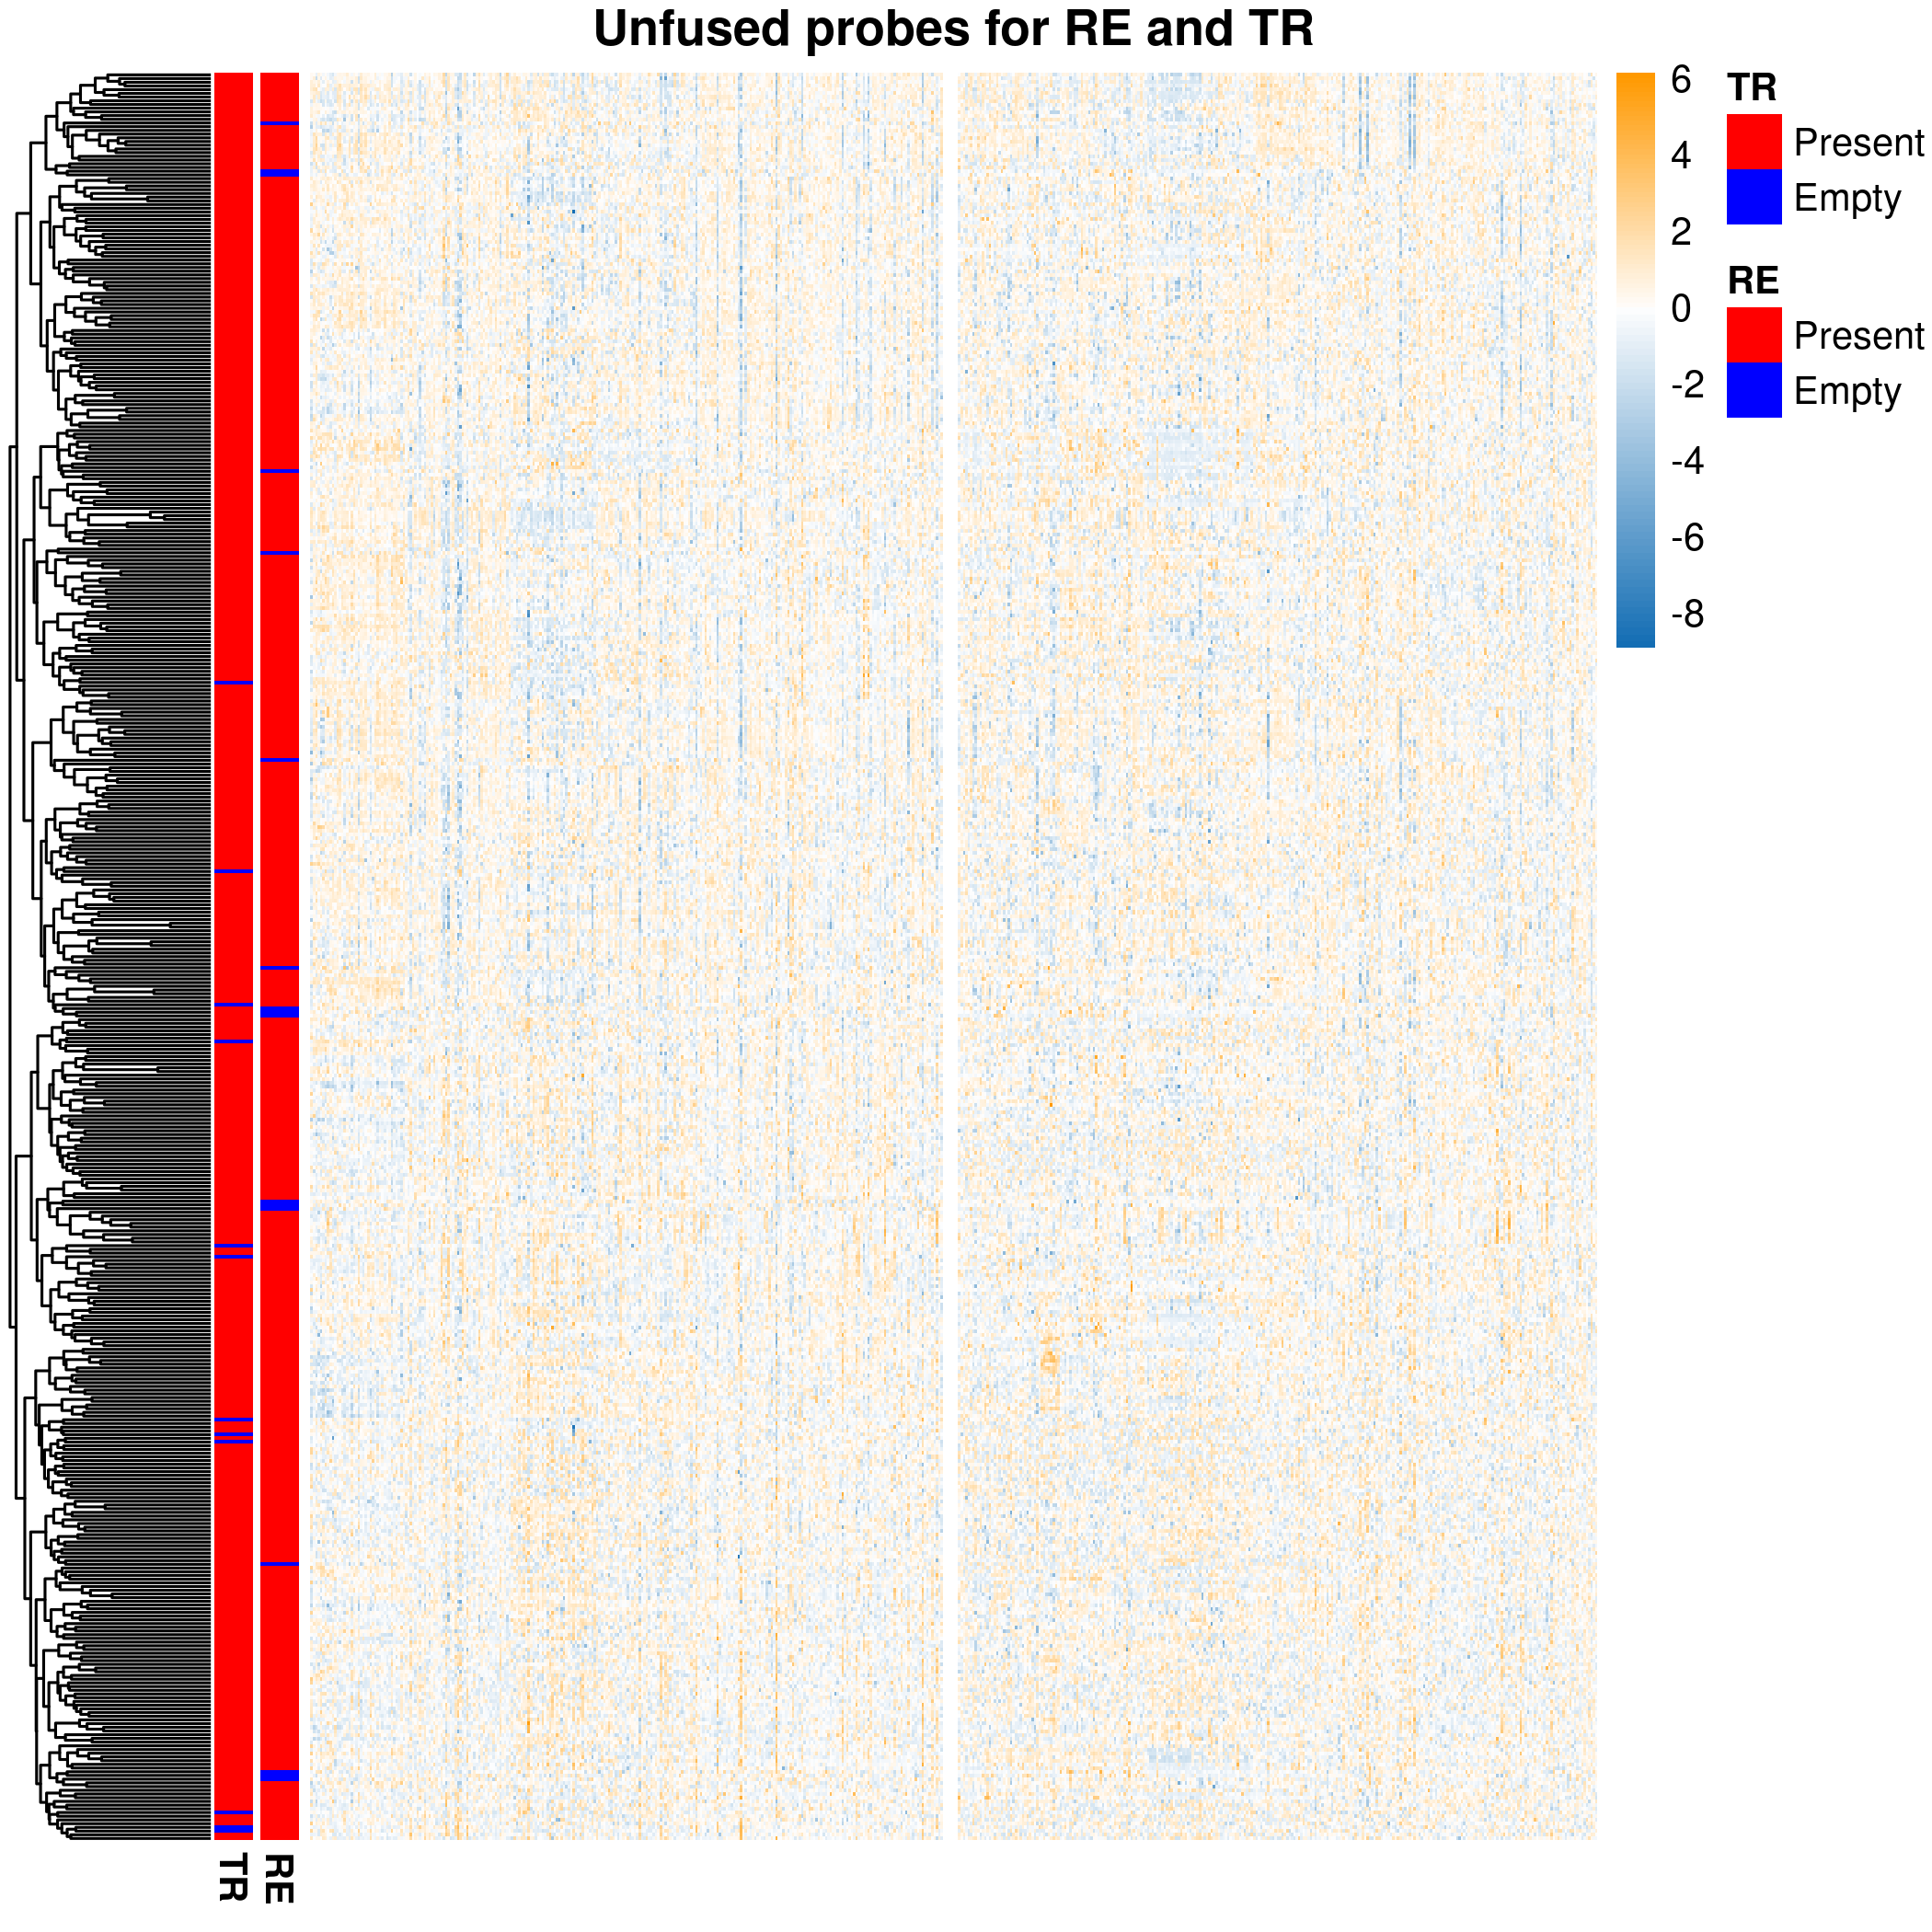 Unfused probes for RE and TR
6
4
2
0
-2
-4
-6
-8
TR
Present
Empty
RE
Present
Empty
TR
RE